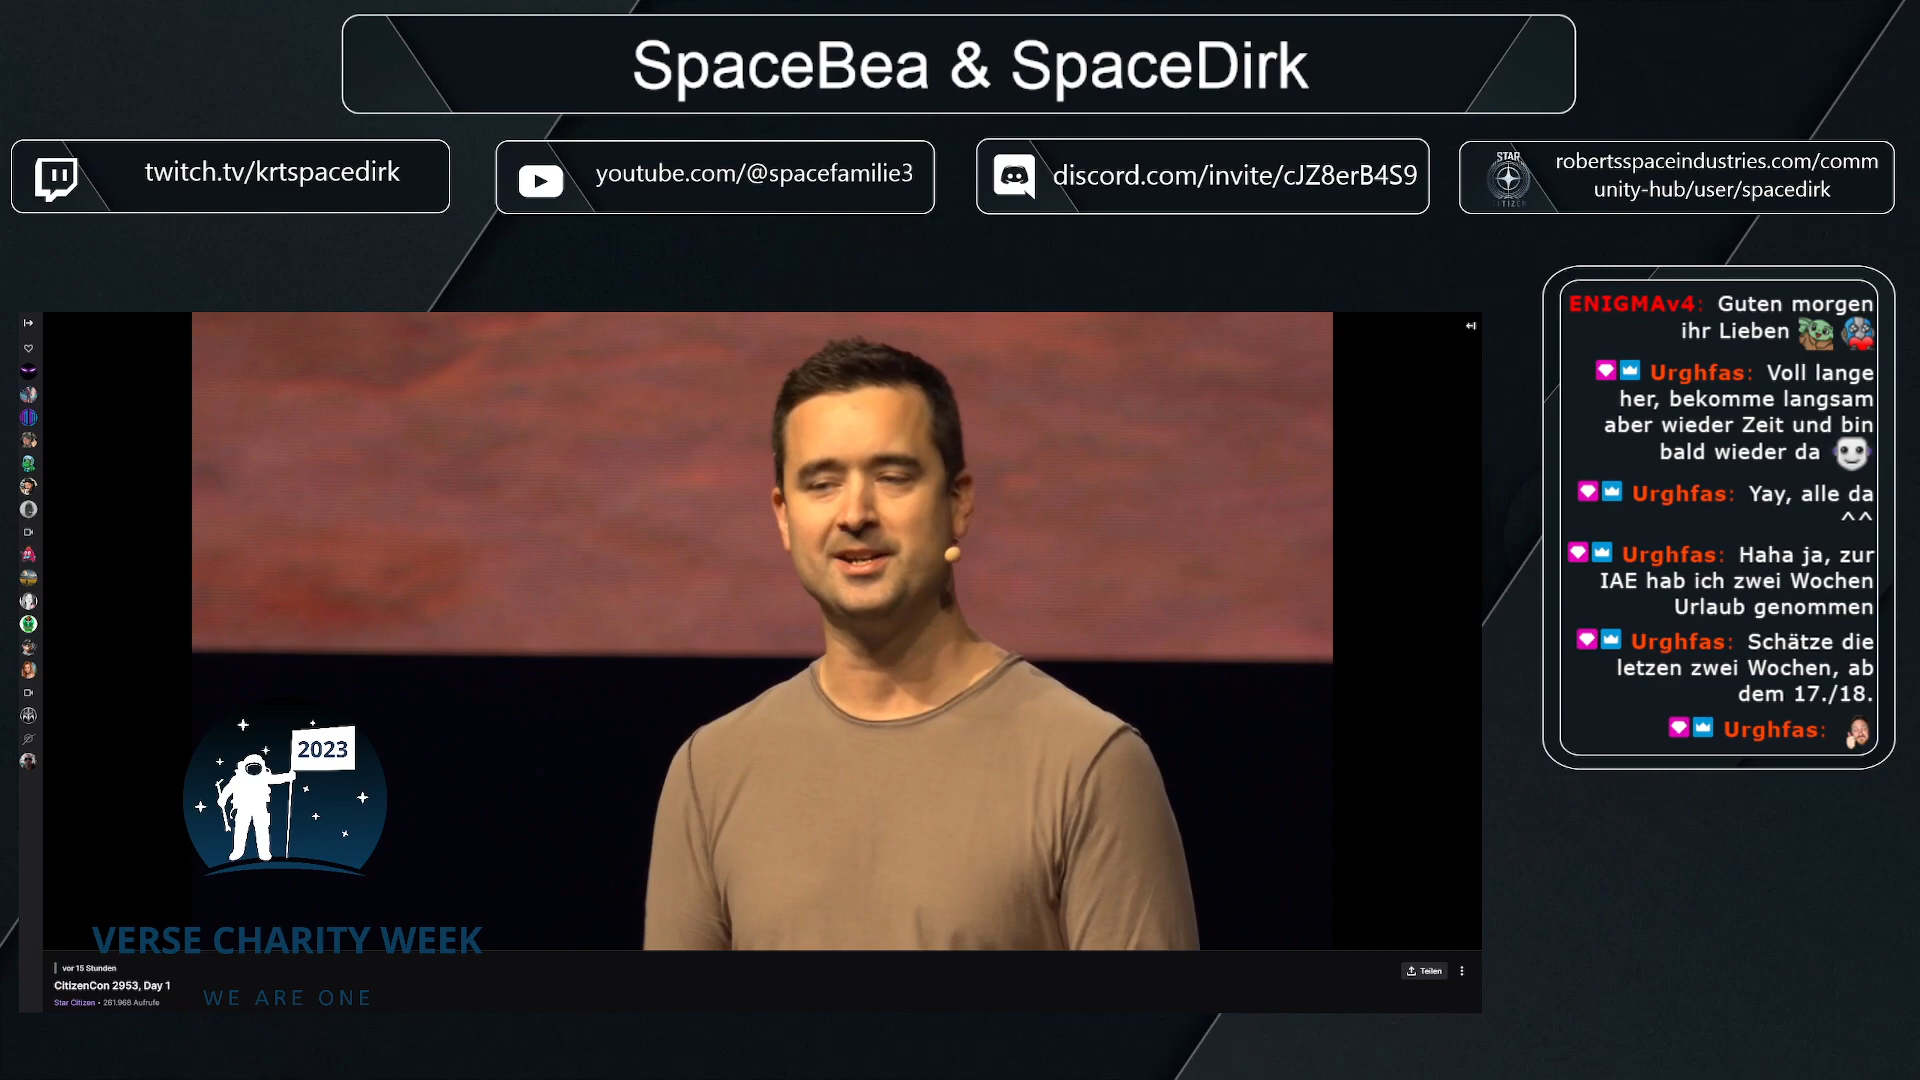 SpaceBea & SpaceDirk
twitch.tv/krtspacedirk
youtube.com/@spacefamilie3
discord.com/invite/cJZ8erB4S9
STAR
CITIZEN
robertsspaceindustries.com/comm
unity-hub/user/spacedirk
ENIGMAv4: Guten morgen
ihr Lieben
Urghfas: Voll lange
her, bekomme langsam
aber wieder Zeit und bin
bald wieder da
Urghfas: Yay, alle da
^^
Urghfas: Haha ja, zur
IAE hab ich zwei Wochen
Urlaub genommen
Urghfas: Schätze die
letzen zwei Wochen, ab
dem 17./18.
Urghfas:
2023
VERSE CHARITY WEEK
WE ARE ONE
vor 15 Stunden
CitizenCon 2953, Day 1
Star Citizen • 261.968 Aufrufe
Teilen